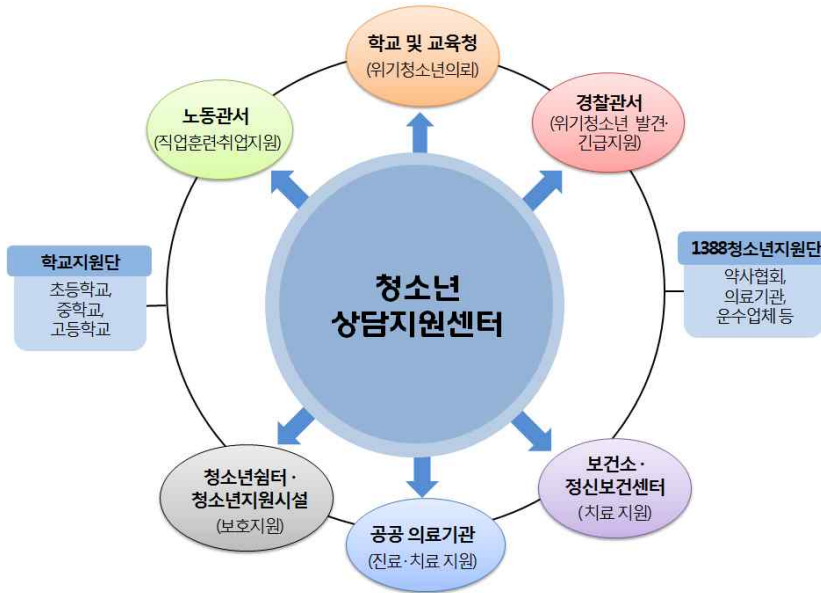 학교 및 교육청
(위기청소년의뢰)
노동관서
(직업훈련·취업지원)
경찰관서
(위기청소년 발견·
긴급지원)
학교지원단
초등학교,
중학교,
고등학교
청소년
상담지원센터
1388청소년지원단
약사협회,
의료기관,
운수업체 등
청소년쉼터·
청소년지원시설
(보호지원)
공공 의료기관
(진료·치료 지원)
보건소·
정신보건센터
(치료 지원)